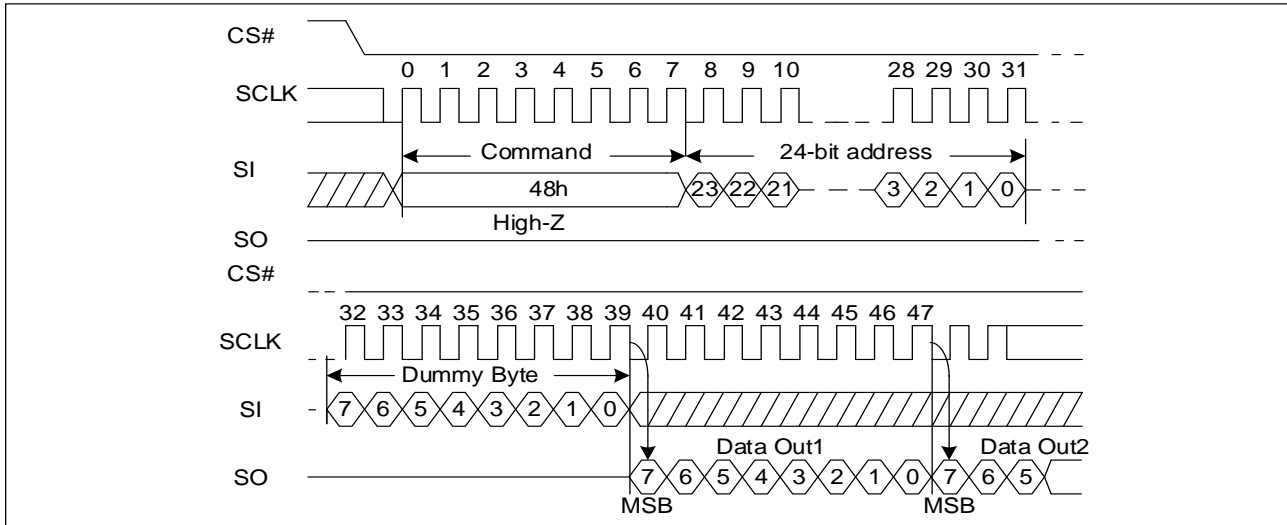 CS#
0 1 2 3 4 5 6 7 8 9 10 28 29 30 31
SCLK
Command 24-bit address
SI
48h 23 22 21 3 2 1 0
High-Z
SO
CS#
32 33 34 35 36 37 38 39 40 41 42 43 44 45 46 47
SCLK
Dummy Byte
SI 7 6 5 4 3 2 1 0
Data Out1 Data Out2
SO 7 6 5 4 3 2 1 0 7 6 5
MSB MSB